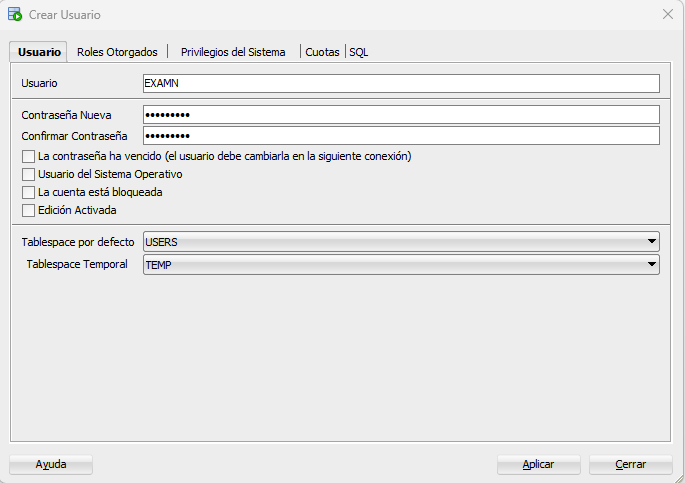 Crear Usuario
Usuario Roles Otorgados Privilegios del Sistema Cuotas SQL
Usuario EXAMN
Contraseña Nueva •••••••••
Confirmar Contraseña •••••••••
La contraseña ha vencido (el usuario debe cambiarla en la siguiente conexión)
Usuario del Sistema Operativo
La cuenta está bloqueada
Edición Activada
Tablespace por defecto USERS
Tablespace Temporal TEMP
Ayuda Aplicar Cerrar